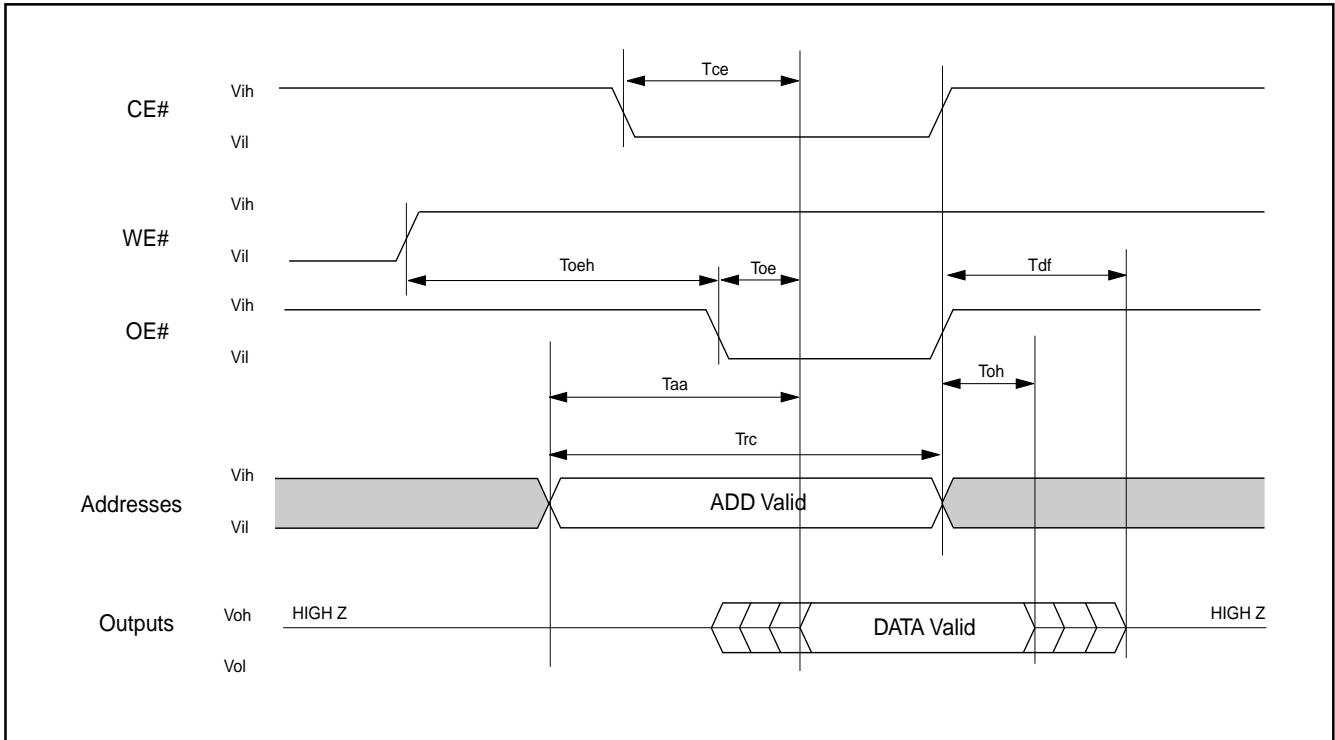 Tce
CE#
Vih
Vil
WE#
Vih
Vil
Toeh
Toe
Tdf
OE#
Vih
Vil
Taa
Toh
Trc
Addresses
Vih
Vil
ADD Valid
Outputs
Voh
Vol
HIGH Z
DATA Valid
HIGH Z